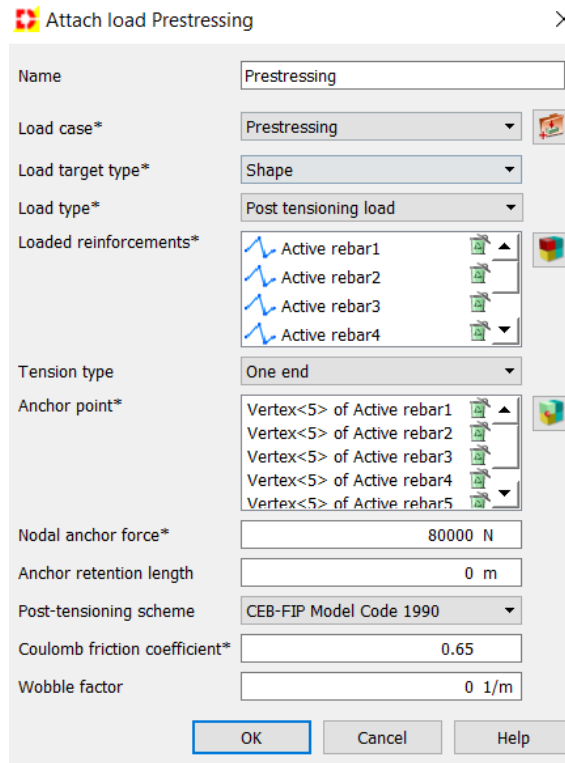 Attach load Prestressing
Name Prestressing
Load case* Prestressing
Load target type* Shape
Load type* Post tensioning load
Loaded reinforcements* Active rebar1
Active rebar2
Active rebar3
Active rebar4
Tension type One end
Anchor point* Vertex<5> of Active rebar1
Vertex<5> of Active rebar2
Vertex<5> of Active rebar3
Vertex<5> of Active rebar4
Vertex<5> of Active rebar5
Nodal anchor force* 80000 N
Anchor retention length 0 m
Post-tensioning scheme CEB-FIP Model Code 1990
Coulomb friction coefficient* 0.65
Wobble factor 0 1/m
OK Cancel Help